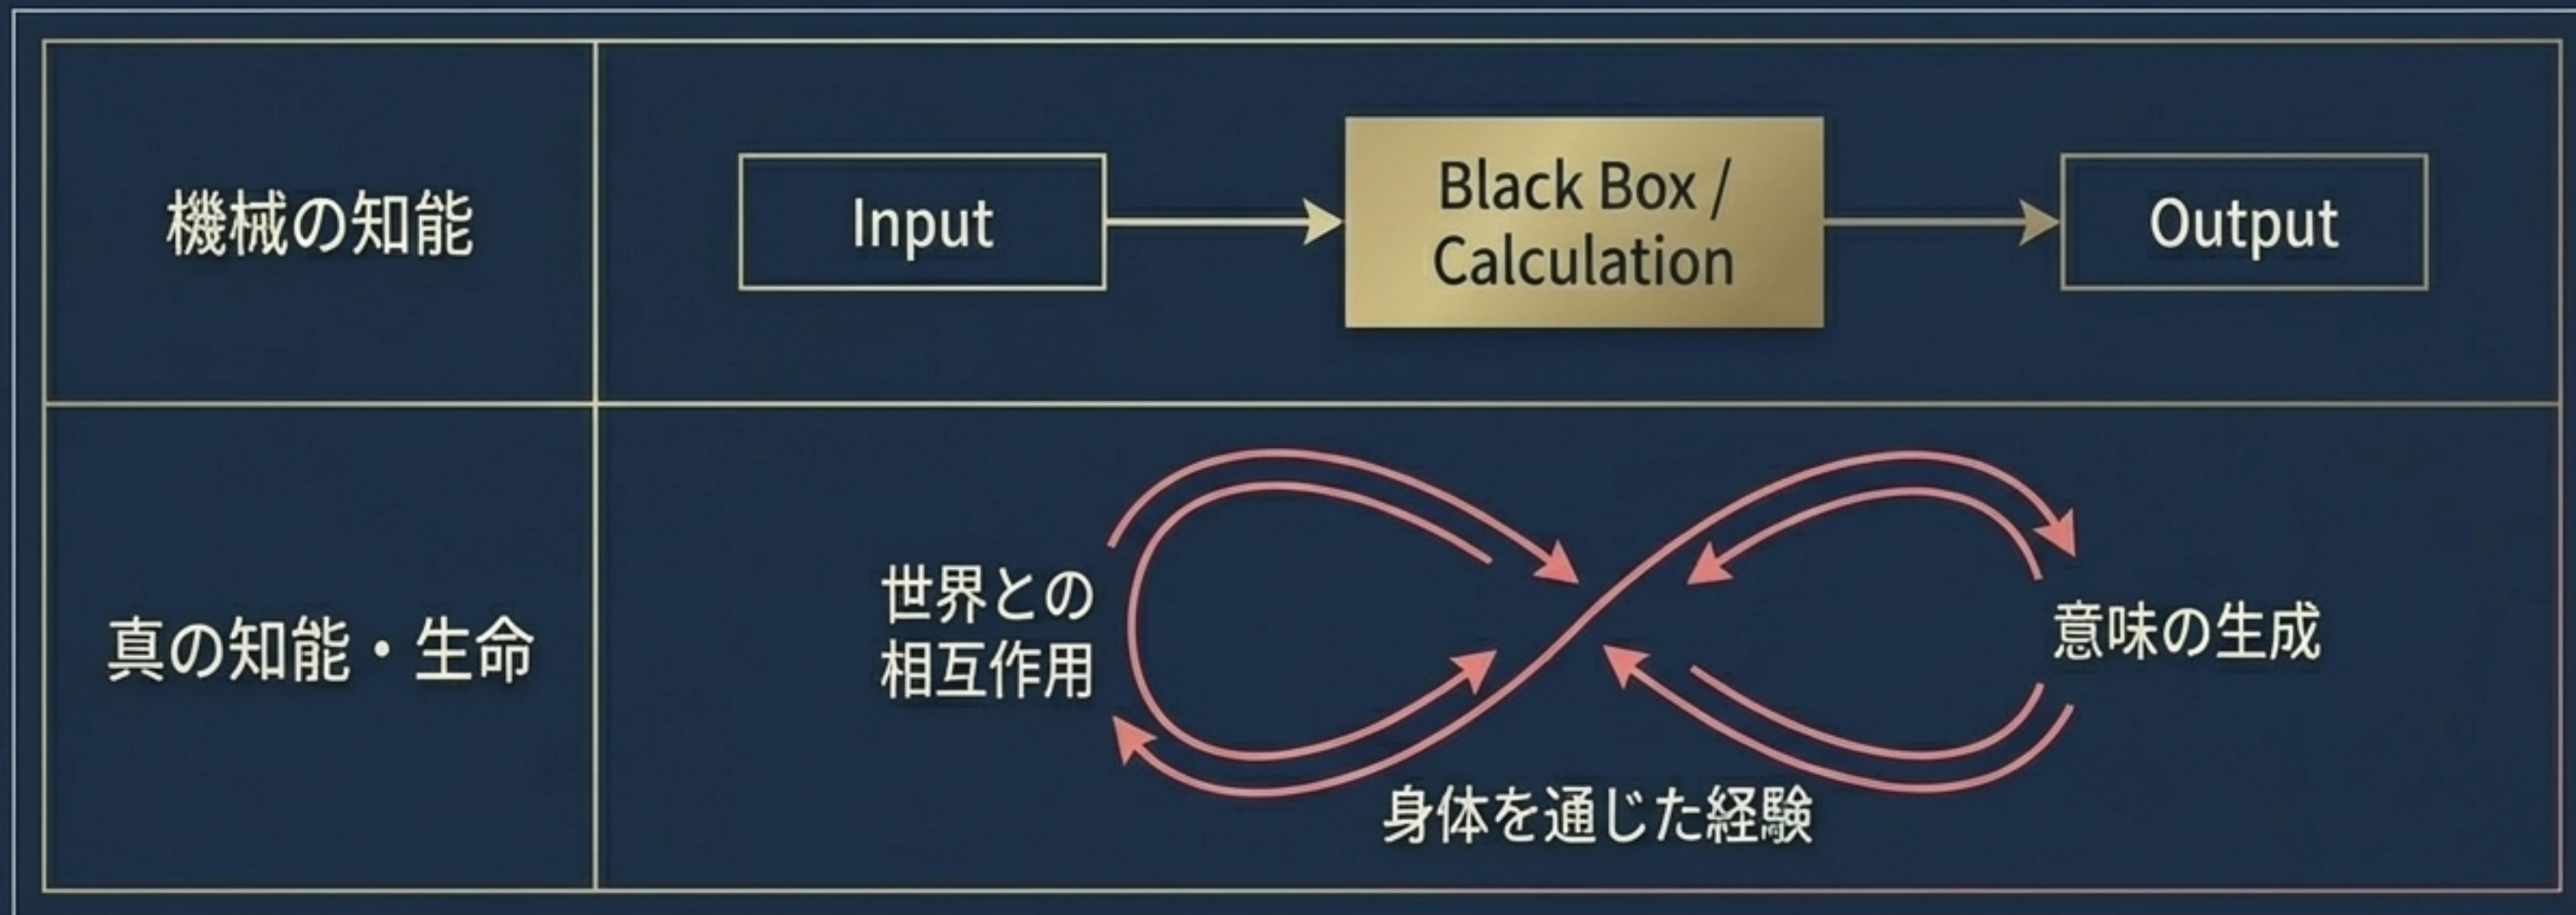 機械の知能
Input
Black Box /
Calculation
Output
真の知能・生命
世界との
相互作用
意味の生成
身体を通じた経験